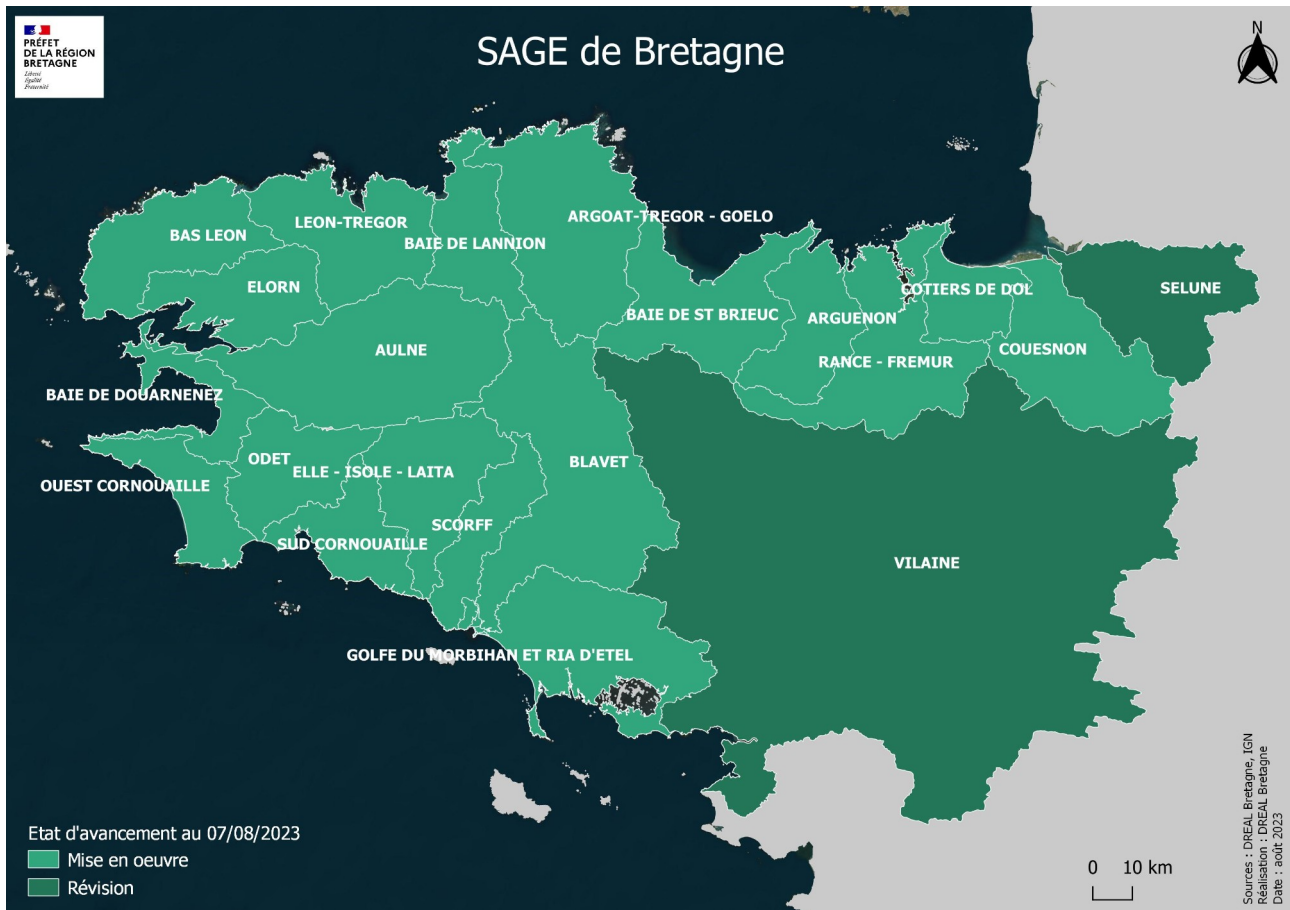 PRÉFET
DE LA RÉGION
BRETAGNE
Liberté
Égalité
Fraternité
SAGE de Bretagne
N
ARGOAT-TREGOR - GOELO
LEON-TREGOR
BAS LEON
BAIE DE LANNION
ELORN
COTIERS DE DOL
SELUNE
BAIE DE ST BRIEUC
ARGUENON
AULNE
COUESNON
RANCE - FREMUR
BAIE DE DOUARNENEZ
ODET
BLAVET
ELLE - ISOLE - LAITA
OUEST CORNOUAILLE
SCORFF
SUD CORNOUAILLE
VILAINE
GOLFE DU MORBIHAN ET RIA D'ETEL
Etat d'avancement au 07/08/2023
Mise en oeuvre
Révision
0 10 km
Sources : DREAL Bretagne, IGN
Réalisation : DREAL Bretagne
Date : août 2023